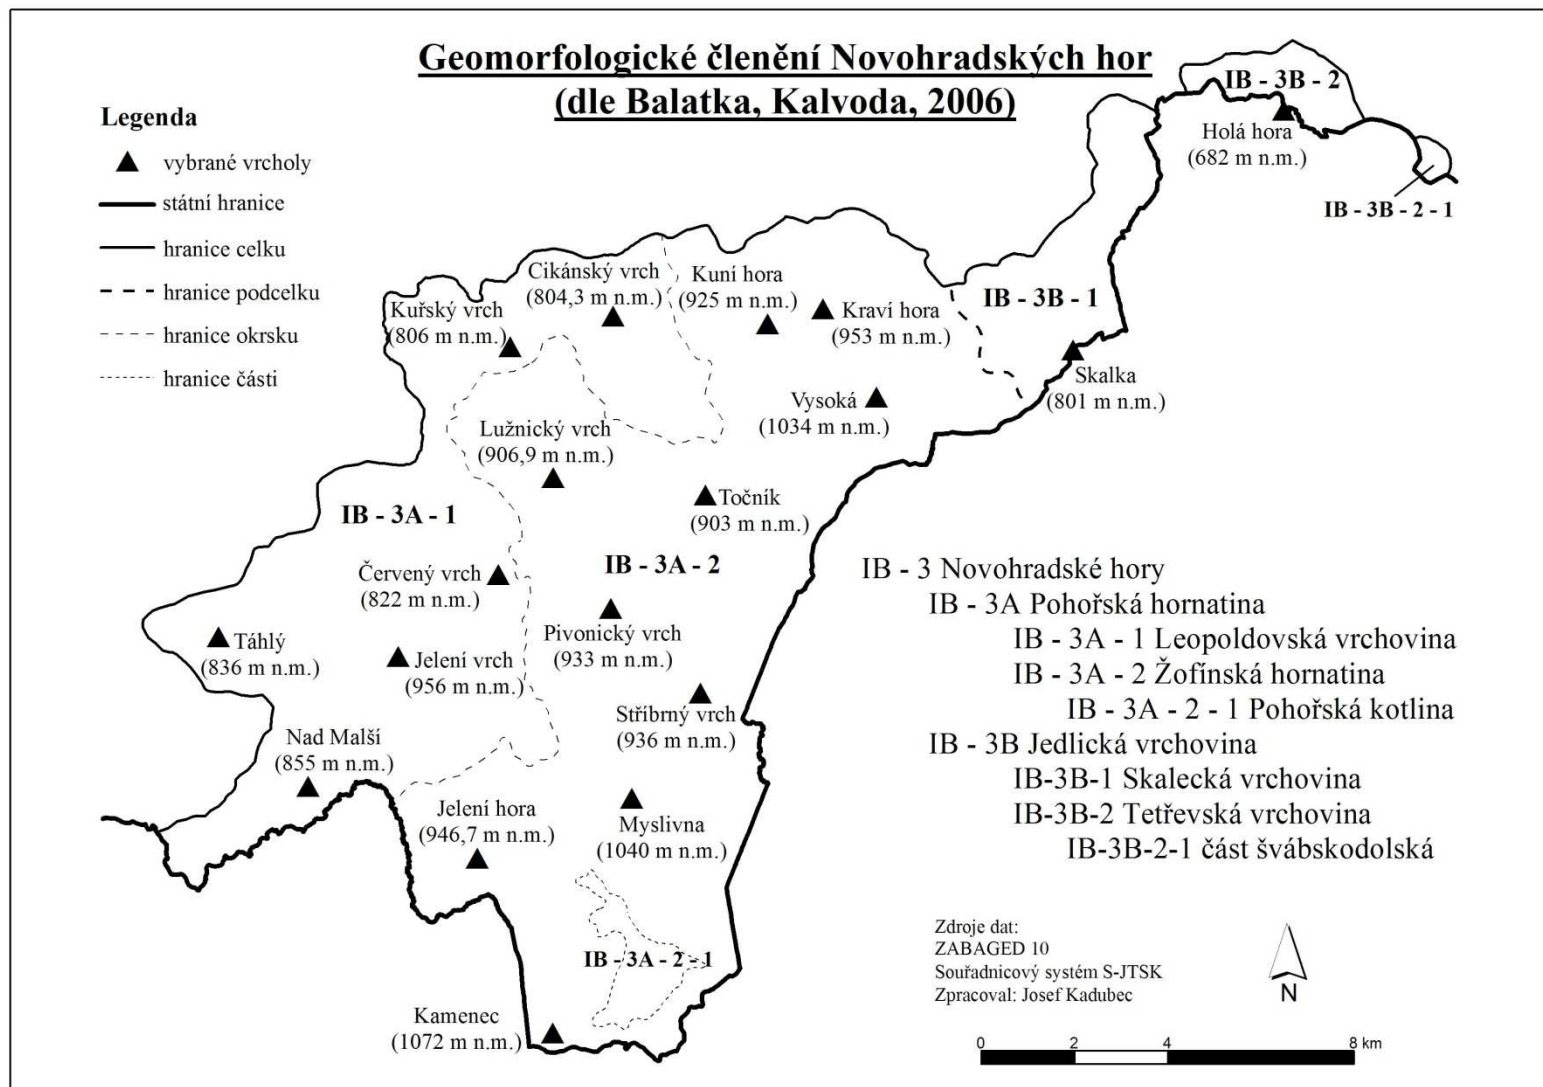 Geomorfologické členění Novohradských hor
(dle Balatka, Kalvoda, 2006)
Legenda
vybrané vrcholy
státní hranice
hranice celku
hranice podcelku
hranice okrsku
hranice části
IB - 3B - 2
Holá hora
(682 m n.m.)
IB - 3B - 2 - 1
Cikánský vrch
(804,3 m n.m.)
Kuní hora
(925 m n.m.)
Kuřský vrch
(806 m n.m.)
Kraví hora
(953 m n.m.)
IB - 3B - 1
Skalka
(801 m n.m.)
Vysoká
(1034 m n.m.)
Lužnický vrch
(906,9 m n.m.)
Točník
(903 m n.m.)
IB - 3A - 1
IB - 3A - 2
Červený vrch
(822 m n.m.)
Pivonický vrch
(933 m n.m.)
Táhlý
(836 m n.m.)
Jelení vrch
(956 m n.m.)
Stříbrný vrch
(936 m n.m.)
Nad Malší
(855 m n.m.)
Jelení hora
(946,7 m n.m.)
Myslivna
(1040 m n.m.)
IB - 3A - 2 - 1
Kamenec
(1072 m n.m.)
IB - 3 Novohradské hory
IB - 3A Pohořská hornatina
IB - 3A - 1 Leopoldovská vrchovina
IB - 3A - 2 Žofínská hornatina
IB - 3A - 2 - 1 Pohořská kotlina
IB - 3B Jedlická vrchovina
IB-3B-1 Skalecká vrchovina
IB-3B-2 Tetřevská vrchovina
IB-3B-2-1 část švábskodolská
Zdroje dat:
ZABAGED 10
Souřadnicový systém S-JTSK
Zpracoval: Josef Kadubec
N
0 2 4 8 km